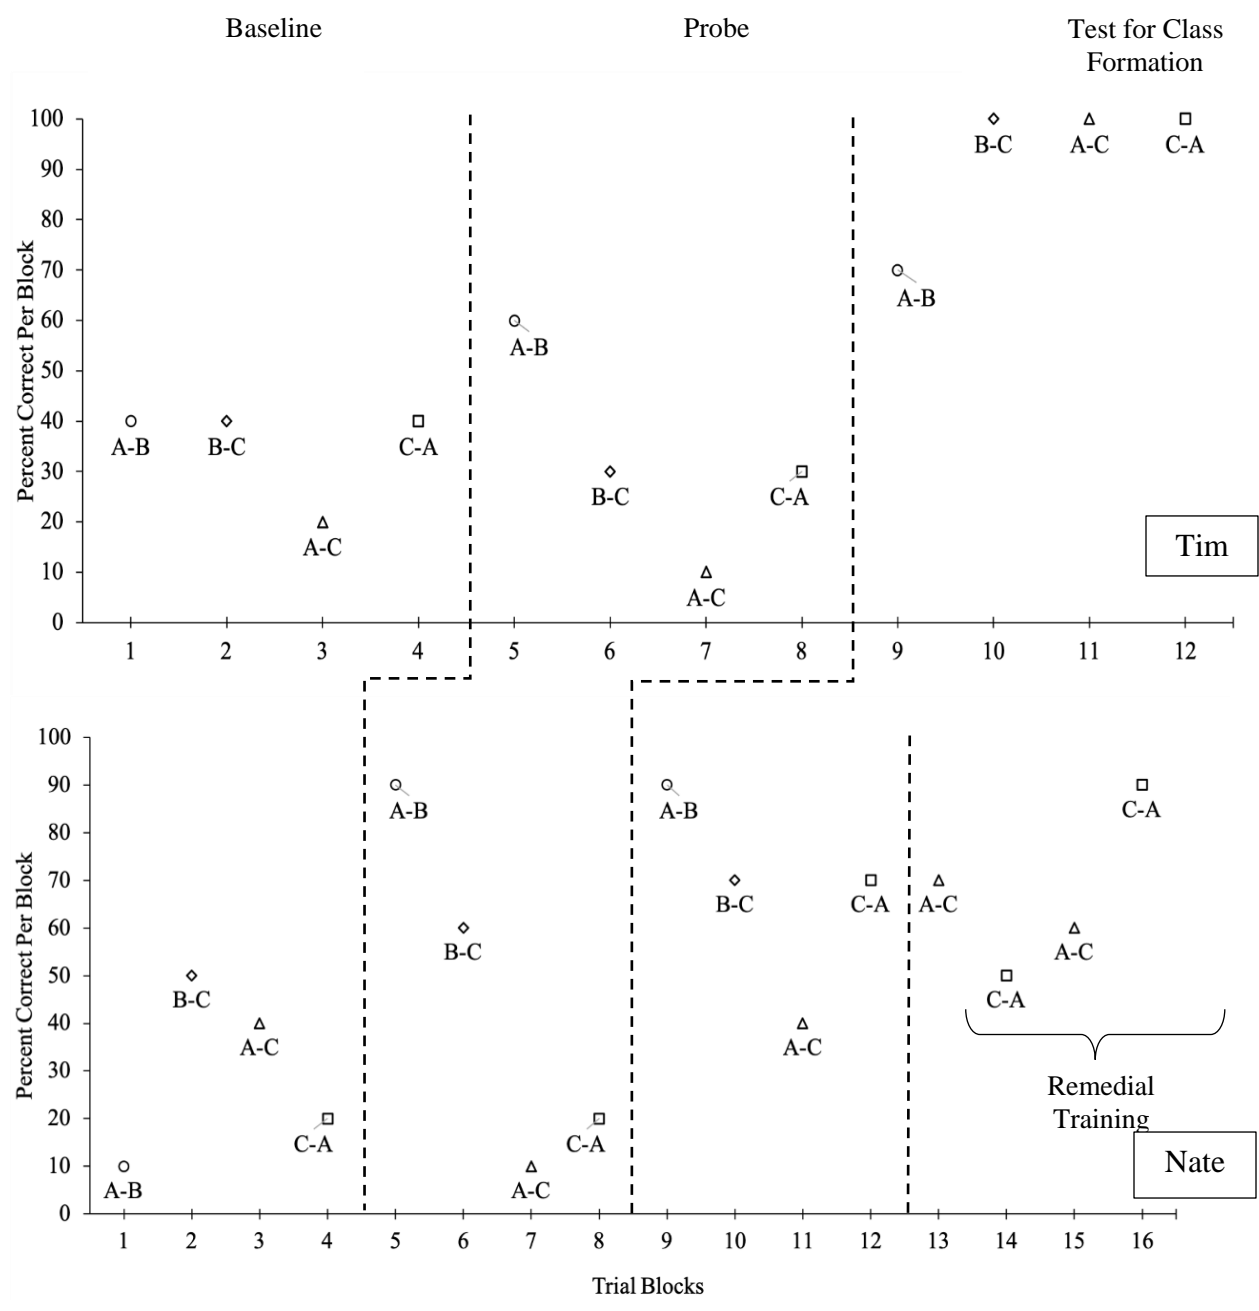 Baseline
Probe
Test for Class
Formation
Percent Correct Per Block
100
90
80
70
60
50
40
30
20
10
0
A-B
B-C
A-C
C-A
A-B
B-C
A-C
C-A
A-B
B-C
A-C
C-A
Tim
1 2 3 4 5 6 7 8 9 10 11 12
Percent Correct Per Block
100
90
80
70
60
50
40
30
20
10
0
A-B
B-C
A-C
C-A
A-B
B-C
A-C
C-A
A-B
B-C
A-C
C-A
A-C
C-A
A-C
C-A
Remedial
Training
Nate
1 2 3 4 5 6 7 8 9 10 11 12 13 14 15 16
Trial Blocks